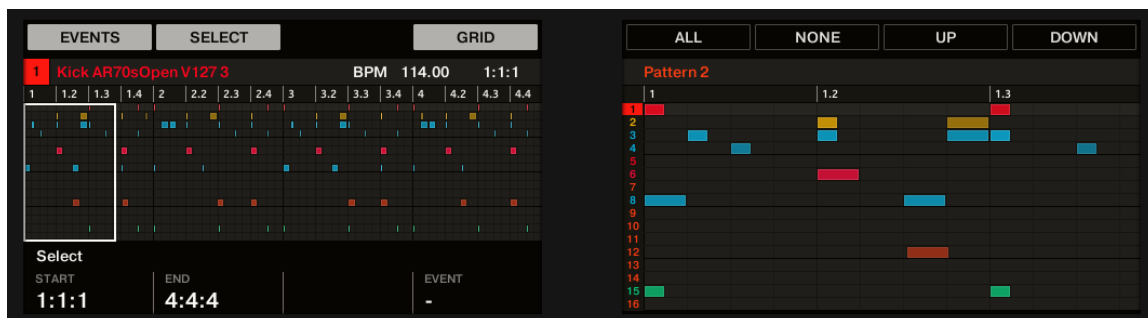 EVENTS SELECT GRID
1 Kick AR70sOpen V127 3 BPM 114.00 1:1:1
1 1.2 1.3 1.4 2 2.2 2.3 2.4 3 3.2 3.3 3.4 4 4.2 4.3 4.4
Select
START END EVENT
1:1:1 4:4:4 -
ALL NONE UP DOWN
Pattern 2
1 1.2 1.3
1
2
3
4
5
6
7
8
9
10
11
12
13
14
15
16